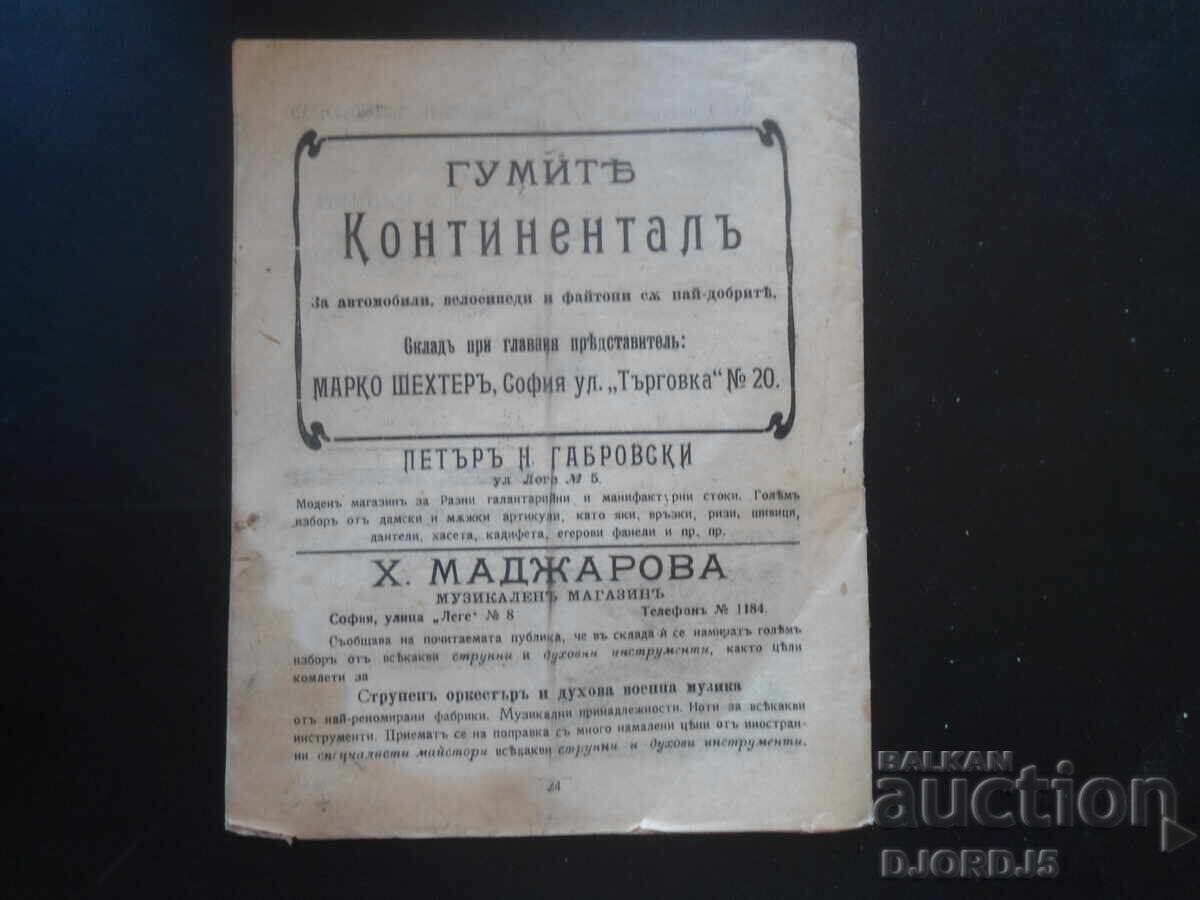 ГУМИТѢ
Континенталъ
За автомобили, велосипеди и файтони сѫ най-добритѣ.
Складъ при главния прѣдставитель:
МАРКО ШЕХТЕРЪ, София ул. „Търговка“ № 20.
ПЕТЪРЪ Н. ГАБРОВСКИ
ул Леге № 5.
Моденъ магазинъ за Разни галантарийни и манифактурни стоки. Голѣмъ
изборъ отъ дамски и мѫжки артикули, като яки, връзки, ризи, шивици,
дантели, хасета, кадифета, егерови фанели и пр. пр.
Х. МАДЖАРОВА
МУЗИКАЛЕНЪ МАГАЗИНЪ
София, улица „Леге“ № 8 Телефонъ № 1184.
Съобщава на почитаемата публика, че въ склада ѝ се намиратъ голѣмъ
изборъ отъ всѣкакви струнни и духовни инструменти, както цѣли
комлети за
Струненъ оркестъръ и духова военна музика
отъ най-реномирани фабрики. Музикални принадлежности. Ноти за всѣкакви
инструменти. Приематъ се на поправка съ много намалени цѣни отъ иностран-
ни специалисти майстори всѣкакви струнни и духови инструменти.
24
BALKAN
auction
DJORDJ5